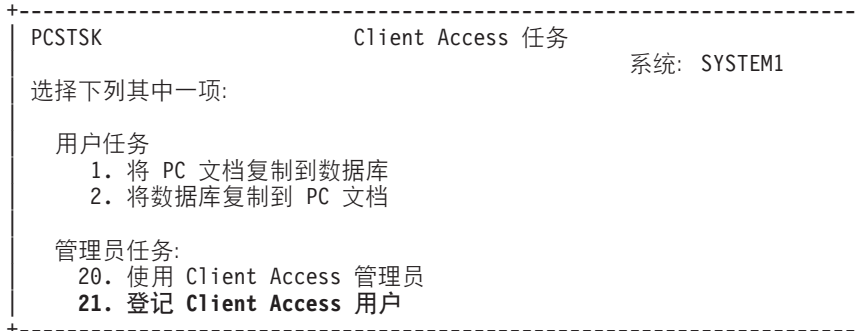 PCSTSK Client Access 任务
系统: SYSTEM1
选择下列其中一项:
用户任务
1. 将 PC 文档复制到数据库
2. 将数据库复制到 PC 文档
管理员任务:
20. 使用 Client Access 管理员
21. 登记 Client Access 用户